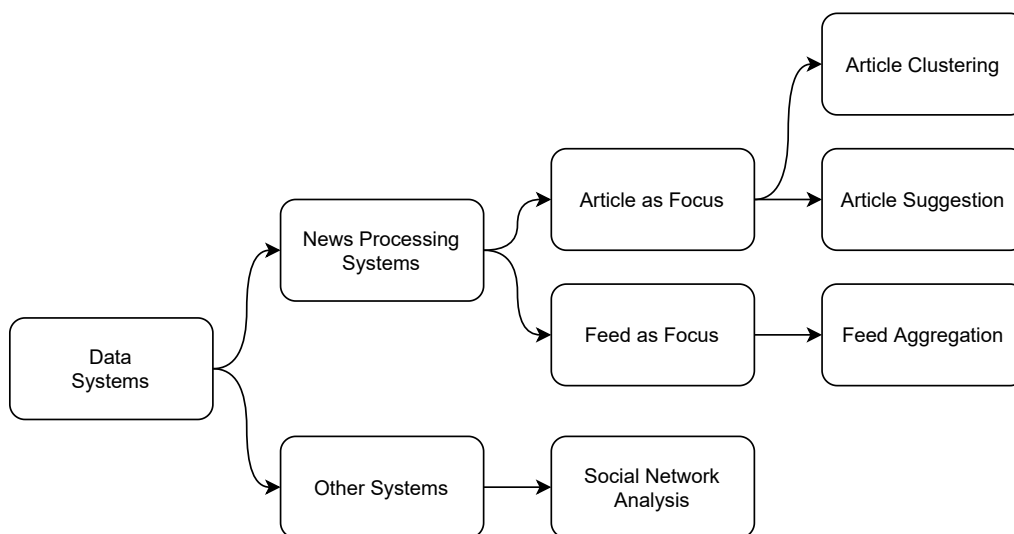 Article Clustering
Article as Focus
Article Suggestion
News Processing
Systems
Feed as Focus
Feed Aggregation
Data
Systems
Other Systems
Social Network
Analysis